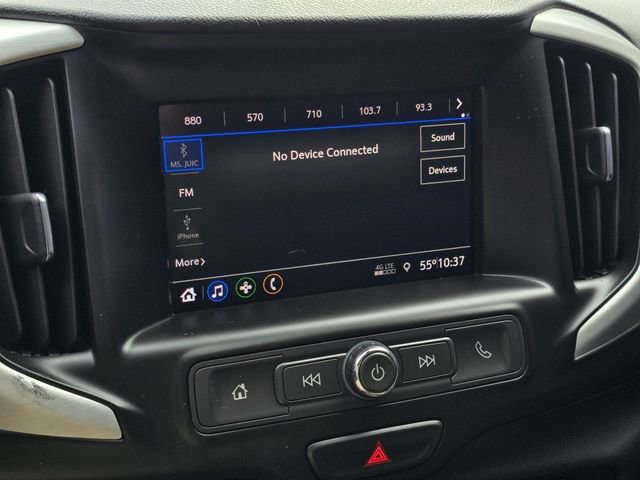 880 570 710 103.7 93.3
MS. JUIC
No Device Connected
Sound
Devices
FM
iPhone
More
4G LTE
55° 10:37